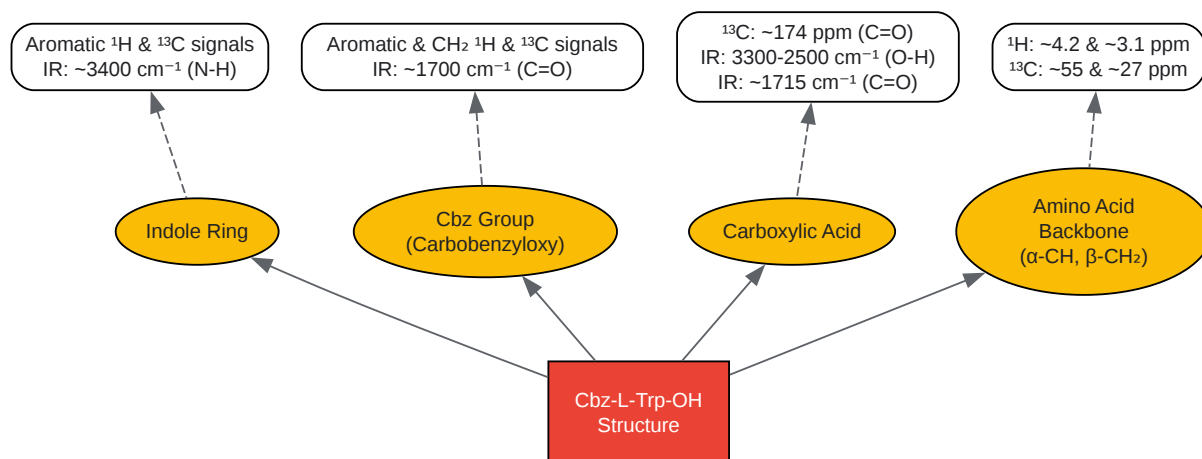 Aromatic ¹H & ¹³C signals
IR: ~3400 cm⁻¹ (N-H)
Aromatic & CH₂ ¹H & ¹³C signals
IR: ~1700 cm⁻¹ (C=O)
¹³C: ~174 ppm (C=O)
IR: 3300-2500 cm⁻¹ (O-H)
IR: ~1715 cm⁻¹ (C=O)
¹H: ~4.2 & ~3.1 ppm
¹³C: ~55 & ~27 ppm
Indole Ring
Cbz Group
(Carbobenzyloxy)
Carboxylic Acid
Amino Acid
Backbone
(α-CH, β-CH₂)
Cbz-L-Trp-OH
Structure